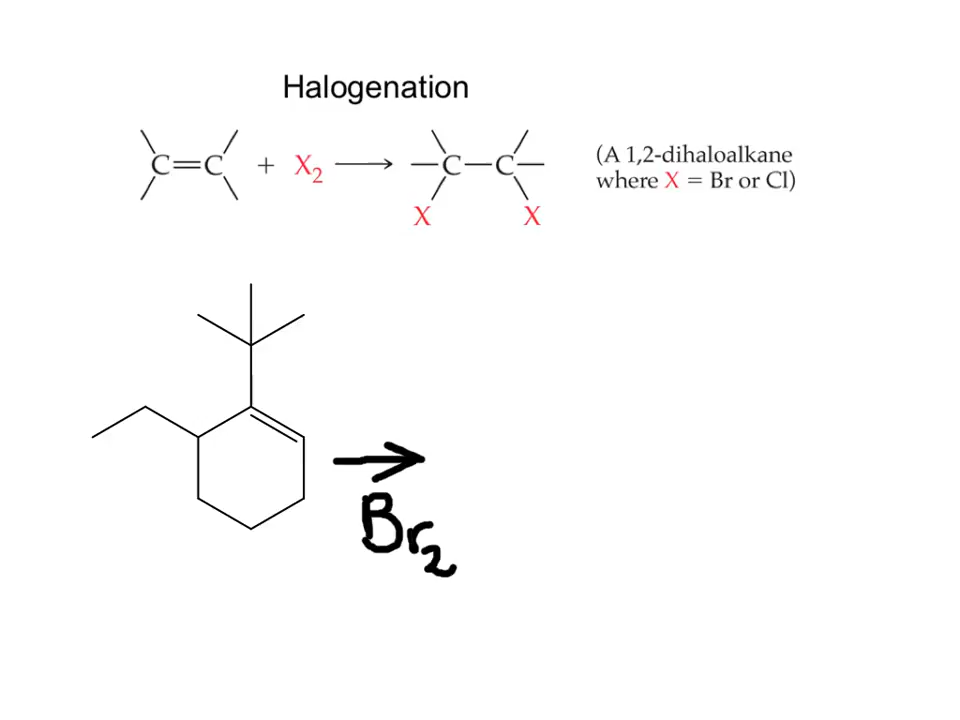 Halogenation
C=C + X₂ ⟶ —C—C— (A 1,2-dihaloalkane
where X = Br or Cl)
X X
Br₂